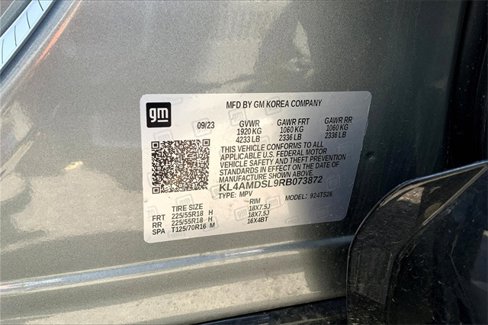 gm
MFD BY GM KOREA COMPANY
09/23 GVWR GAWR FRT GAWR RR
1920 KG 1060 KG 1060 KG
4233 LB 2336 LB 2336 LB
THIS VEHICLE CONFORMS TO ALL
APPLICABLE U.S. FEDERAL MOTOR
VEHICLE SAFETY AND THEFT PREVENTION
STANDARDS IN EFFECT ON THE DATE OF
MANUFACTURE SHOWN ABOVE.
KL4AMDSL9RB073872
TYPE: MPV MODEL: 924TS26
TIRE SIZE RIM
FRT 225/55R18 H 18X7.5J
RR 225/55R18 H 18X7.5J
SPA T125/70R16 M 16X4BT